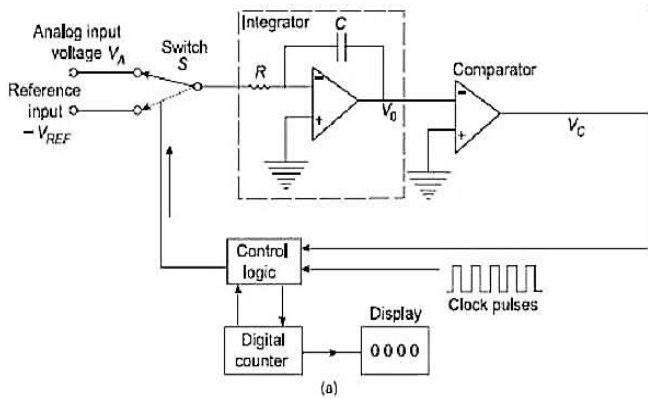 Analog input
voltage V_A
Switch
S
Reference
input
– V_REF
Integrator
R
C
–
+
V_0
Comparator
–
+
V_C
Control
logic
Clock pulses
Digital
counter
Display
0000
(a)